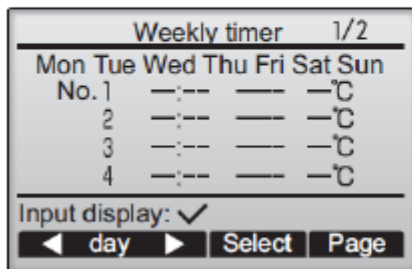 Weekly timer 1/2
Mon Tue Wed Thu Fri Sat Sun
No. 1 —:-- —— —°C
2 —:-- —— —°C
3 —:-- —— —°C
4 —:-- —— —°C
Input display: ✓
◀ day ▶ Select Page